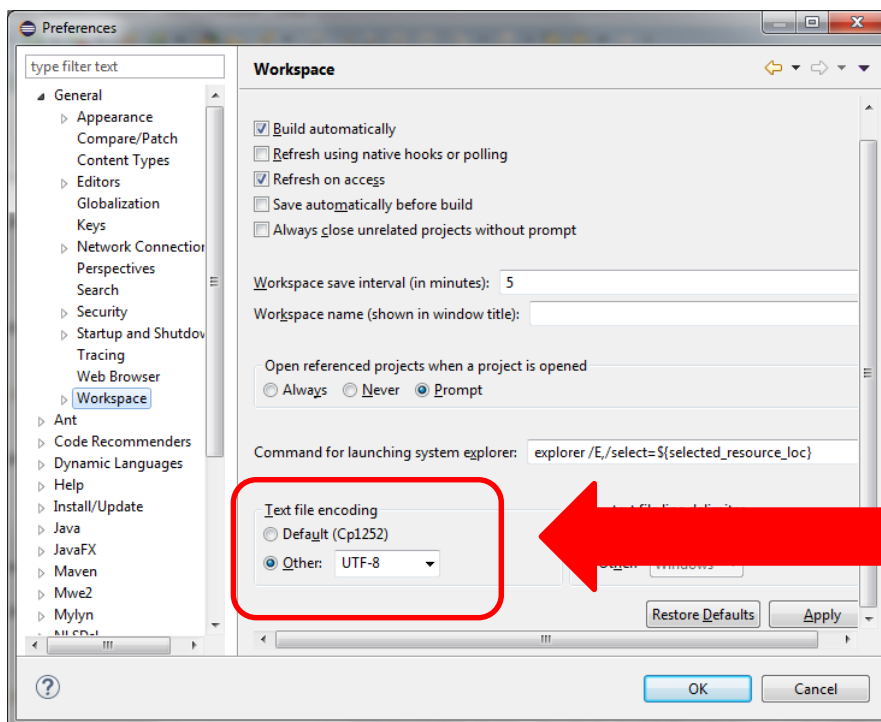 Preferences
type filter text
Workspace
General
Appearance
Compare/Patch
Content Types
Editors
Globalization
Keys
Network Connection
Perspectives
Search
Security
Startup and Shutdov
Tracing
Web Browser
Workspace
Ant
Code Recommenders
Dynamic Languages
Help
Install/Update
Java
JavaFX
Maven
Mwe2
Mylyn
Build automatically
Refresh using native hooks or polling
Refresh on access
Save automatically before build
Always close unrelated projects without prompt
Workspace save interval (in minutes): 5
Workspace name (shown in window title):
Open referenced projects when a project is opened
Always Never Prompt
Command for launching system explorer: explorer /E,/select=${selected_resource_loc}
Text file encoding
Default (Cp1252)
Other: UTF-8
Restore Defaults Apply
OK Cancel